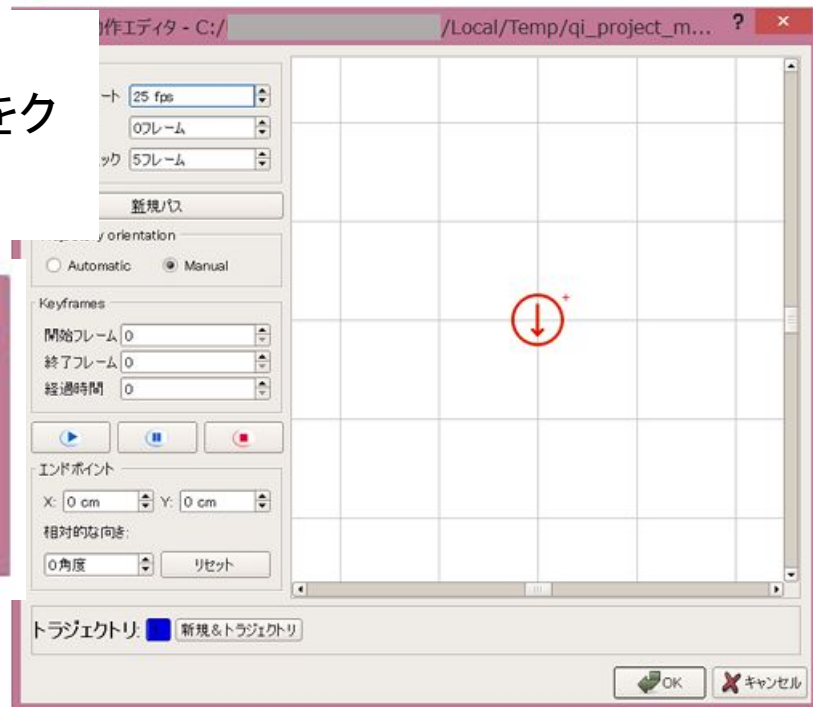 動作エディタ - C:/ /Local/Temp/qi_project_m... ? ×
をク
ート 25 fps
0フレーム
ック 5フレーム
新規パス
y orientation
Automatic Manual
Keyframes
開始フレーム 0
終了フレーム 0
経過時間 0
エンドポイント
X: 0 cm Y: 0 cm
相対的な向き:
0角度 リセット
トラジェクトリ: 新規&トラジェクトリ
OK キャンセル